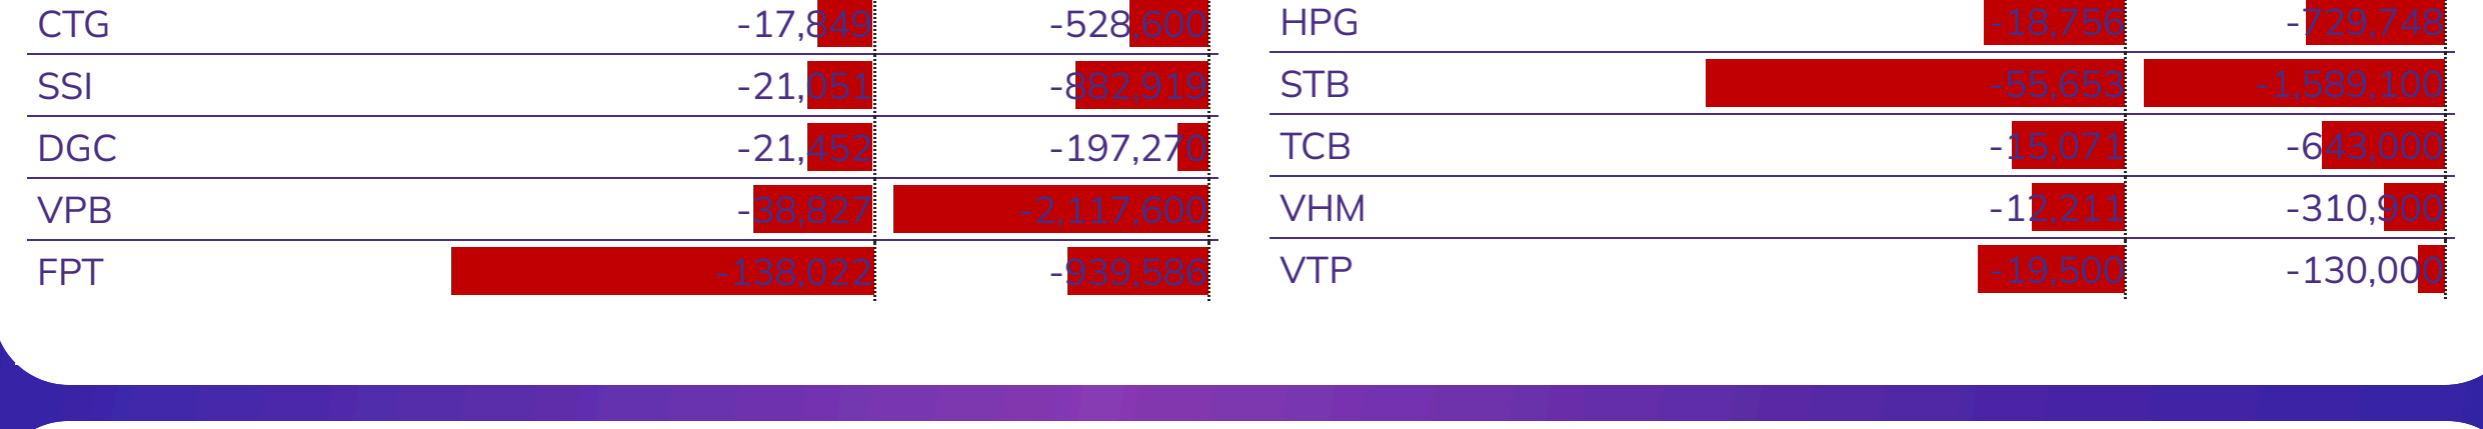 CTG -17,849 -528,600
SSI -21,051 -882,919
DGC -21,452 -197,270
VPB -38,827 -2,117,600
FPT -138,022 -939,586
HPG -18,756 -729,748
STB -55,653 -1,589,100
TCB -15,071 -643,000
VHM -12,211 -310,900
VTP -19,500 -130,000